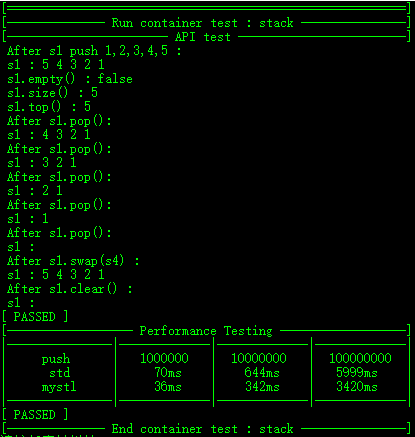 Run container test : stack
API test
After s1 push 1,2,3,4,5 :
s1 : 5 4 3 2 1
s1.empty() : false
s1.size() : 5
s1.top() : 5
After s1.pop():
s1 : 4 3 2 1
After s1.pop():
s1 : 3 2 1
After s1.pop():
s1 : 2 1
After s1.pop():
s1 : 1
After s1.pop():
s1 :
After s1.swap(s4) :
s1 : 5 4 3 2 1
After s1.clear() :
s1 :
[ PASSED ]
Performance Testing
push 1000000 10000000 100000000
std 70ms 644ms 5999ms
mystl 36ms 342ms 3420ms
[ PASSED ]
End container test : stack